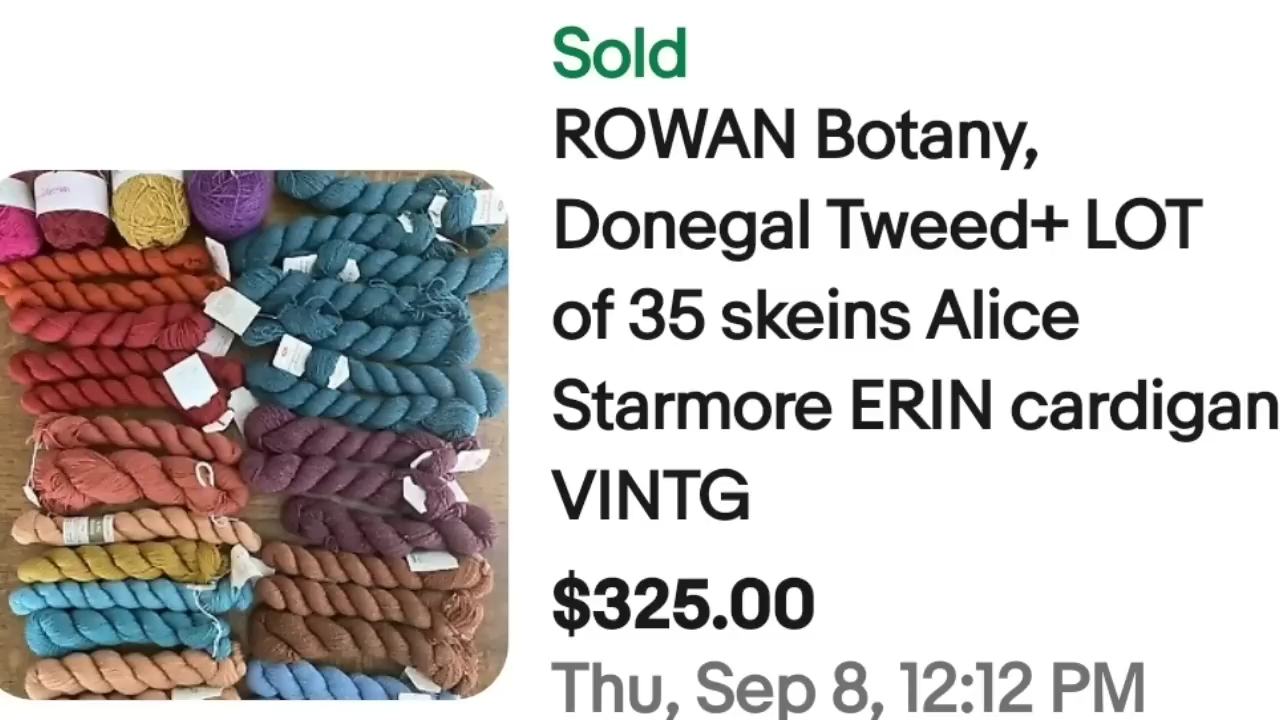 Sold
ROWAN Botany,
Donegal Tweed+ LOT
of 35 skeins Alice
Starmore ERIN cardigan
VINTG
$325.00
Thu, Sep 8, 12:12 PM